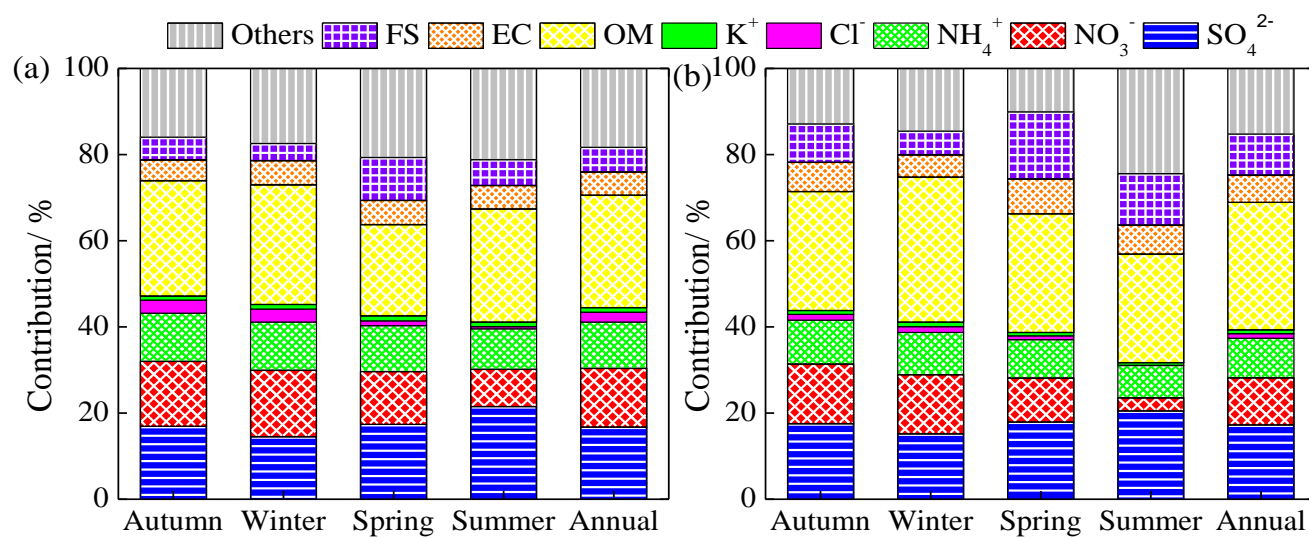 Others FS EC OM K⁺ Cl⁻ NH₄⁺ NO₃⁻ SO₄²⁻
(a) (b)
100 100
80 80
60 60
40 40
20 20
0 0
Contribution/ % Contribution/ %
Autumn Winter Spring Summer Annual Autumn Winter Spring Summer Annual